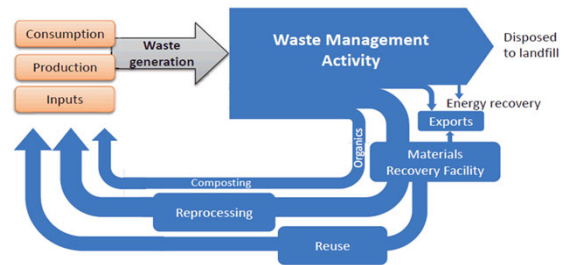 Consumption
Production
Inputs
Waste
generation
Waste Management
Activity
Disposed
to landfill
Energy recovery
Exports
Materials
Recovery Facility
Organics
Composting
Reprocessing
Reuse